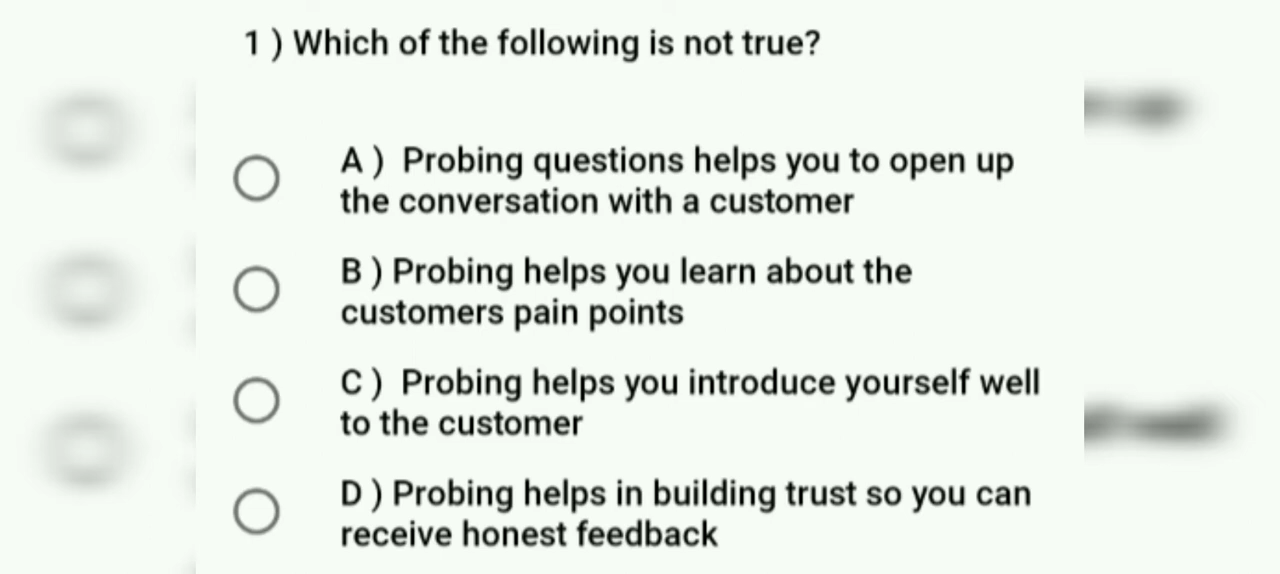 1 ) Which of the following is not true?
A ) Probing questions helps you to open up
the conversation with a customer
B ) Probing helps you learn about the
customers pain points
C ) Probing helps you introduce yourself well
to the customer
D ) Probing helps in building trust so you can
receive honest feedback